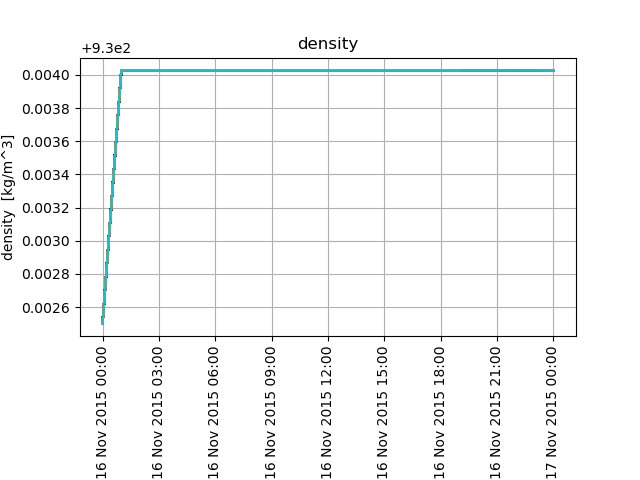 density
+9.3e2
density [kg/m^3]
0.0040
0.0038
0.0036
0.0034
0.0032
0.0030
0.0028
0.0026
16 Nov 2015 00:00
16 Nov 2015 03:00
16 Nov 2015 06:00
16 Nov 2015 09:00
16 Nov 2015 12:00
16 Nov 2015 15:00
16 Nov 2015 18:00
16 Nov 2015 21:00
17 Nov 2015 00:00